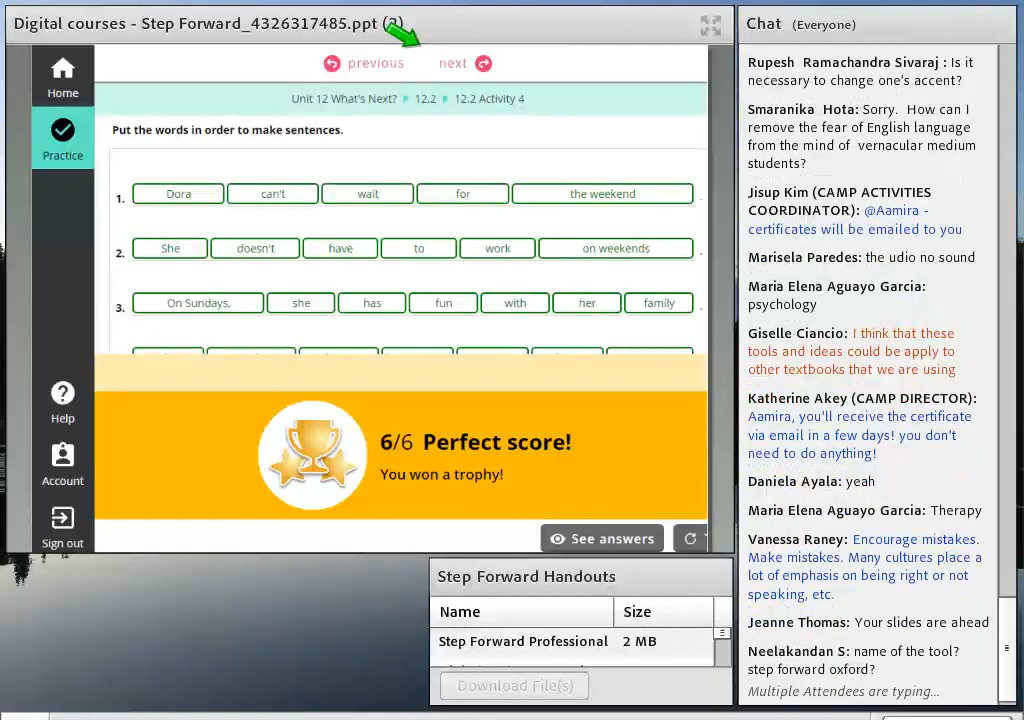 Digital courses - Step Forward_4326317485.ppt (2)
Home
Practice
Help
Account
Sign out
previous next
Unit 12 What's Next? 12.2 12.2 Activity 4
Put the words in order to make sentences.
1. Dora can't wait for the weekend .
2. She doesn't have to work on weekends .
3. On Sundays, she has fun with her family .
6/6 Perfect score!
You won a trophy!
See answers
Step Forward Handouts
Name Size
Step Forward Professional 2 MB
Download File(s)
Chat (Everyone)
Rupesh Ramachandra Sivaraj : Is it
necessary to change one's accent?
Smaranika Hota: Sorry. How can I
remove the fear of English language
from the mind of vernacular medium
students?
Jisup Kim (CAMP ACTIVITIES
COORDINATOR): @Aamira -
certificates will be emailed to you
Marisela Paredes: the udio no sound
Maria Elena Aguayo Garcia:
psychology
Giselle Ciancio: I think that these
tools and ideas could be apply to
other textbooks that we are using
Katherine Akey (CAMP DIRECTOR):
Aamira, you'll receive the certificate
via email in a few days! you don't
need to do anything!
Daniela Ayala: yeah
Maria Elena Aguayo Garcia: Therapy
Vanessa Raney: Encourage mistakes.
Make mistakes. Many cultures place a
lot of emphasis on being right or not
speaking, etc.
Jeanne Thomas: Your slides are ahead
Neelakandan S: name of the tool?
step forward oxford?
Multiple Attendees are typing...